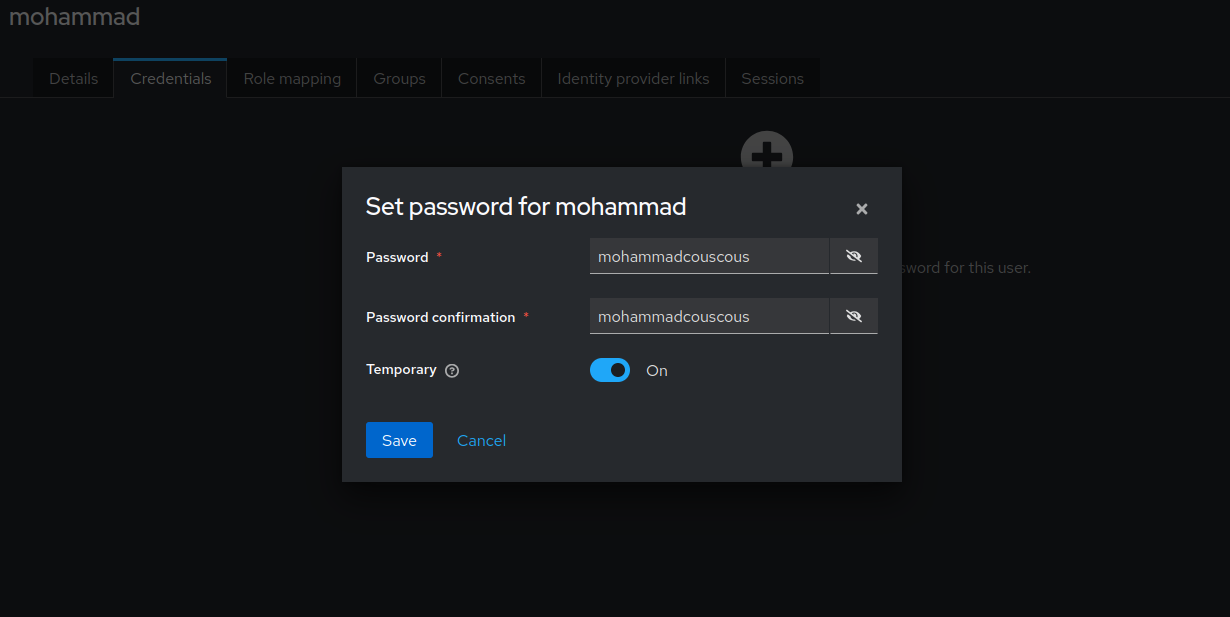 mohammad
Details Credentials Role mapping Groups Consents Identity provider links Sessions
Set password for mohammad
Password *
mohammadcouscous
for this user.
Password confirmation *
mohammadcouscous
Temporary
On
Save Cancel